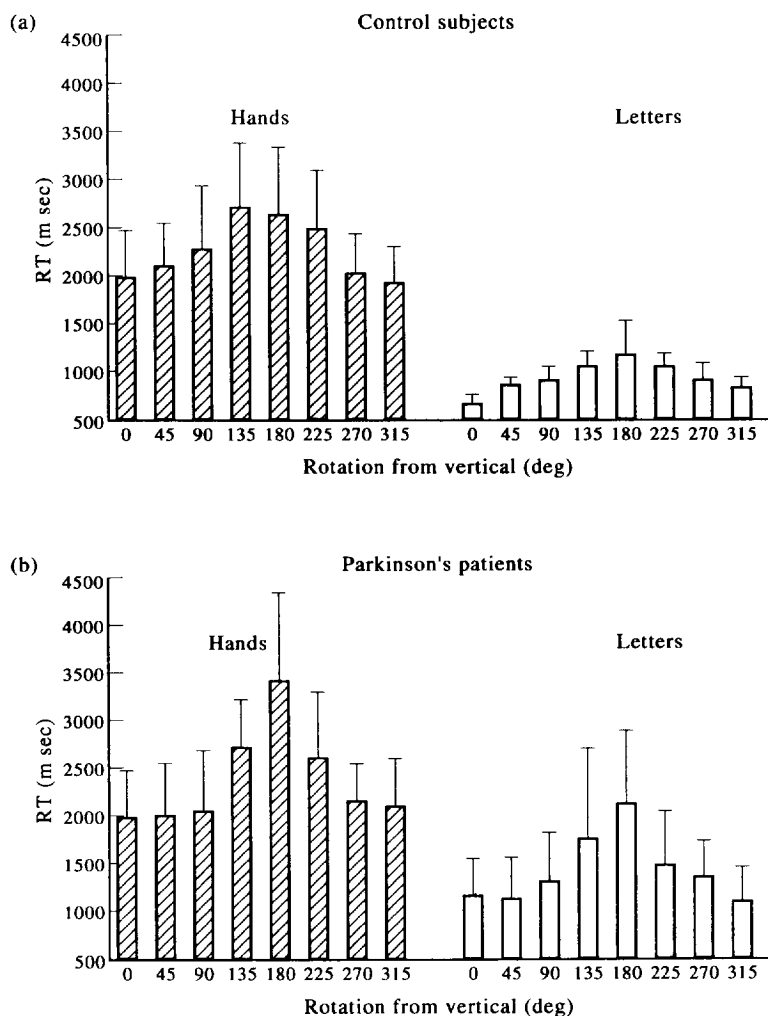 (a) Control subjects
4500
4000
3500
3000
2500
2000
1500
1000
500
RT (m sec)
Hands
Letters
0 45 90 135 180 225 270 315 0 45 90 135 180 225 270 315
Rotation from vertical (deg)
(b) Parkinson's patients
4500
4000
3500
3000
2500
2000
1500
1000
500
RT (m sec)
Hands
Letters
0 45 90 135 180 225 270 315 0 45 90 135 180 225 270 315
Rotation from vertical (deg)